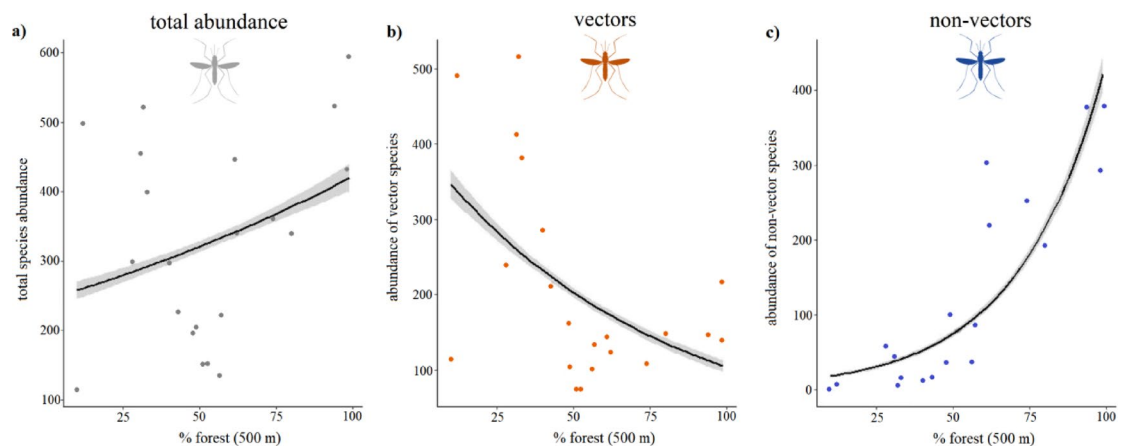 total abundance
a)
600
500
400
300
200
100
total species abundance
25
50
75
100
% forest (500 m)
vectors
b)
500
400
300
200
100
abundance of vector species
25
50
75
100
% forest (500 m)
non-vectors
c)
400
300
200
100
0
abundance of non-vector species
25
50
75
100
% forest (500 m)